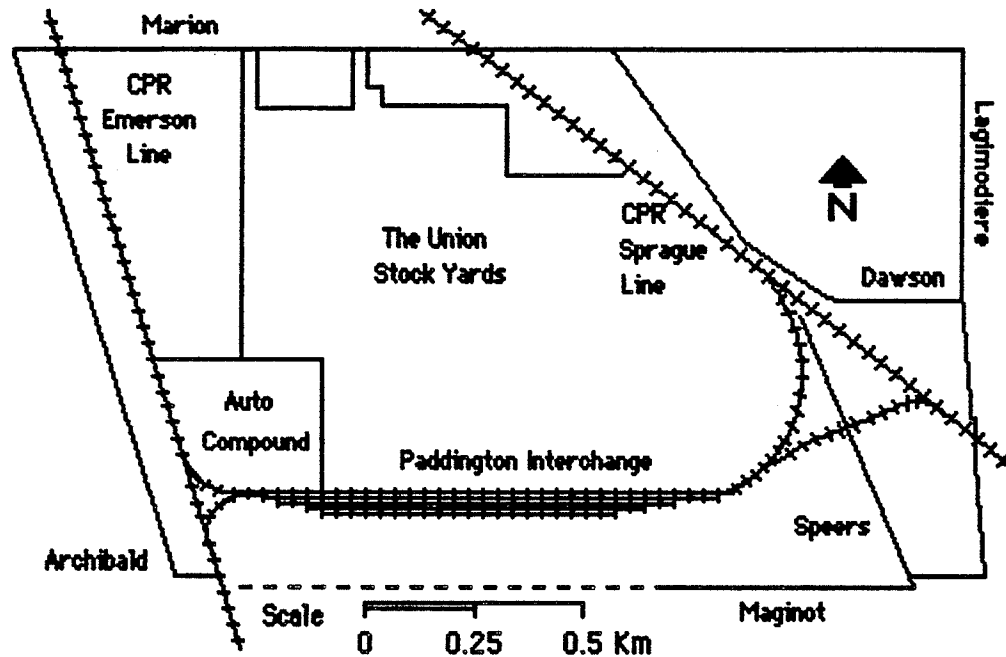 Marion
CPR
Emerson
Line
Lagimodiere
N
CPR
Sprague
Line
The Union
Stock Yards
Dawson
Auto
Compound
Paddington Interchange
Speers
Archibald
Scale
Maginot
0 0.25 0.5 Km